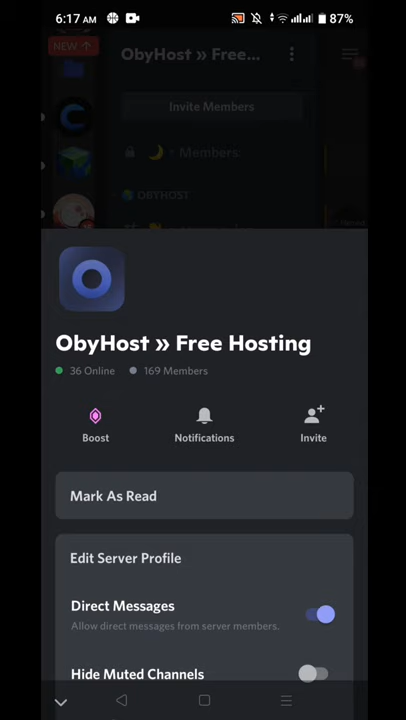 6:17 AM
87%
NEW ↑
ObyHost » Free...
Invite Members
Members
OBYHOST
ObyHost » Free Hosting
36 Online
169 Members
Boost
Notifications
Invite
Mark As Read
Edit Server Profile
Direct Messages
Allow direct messages from server members.
Hide Muted Channels